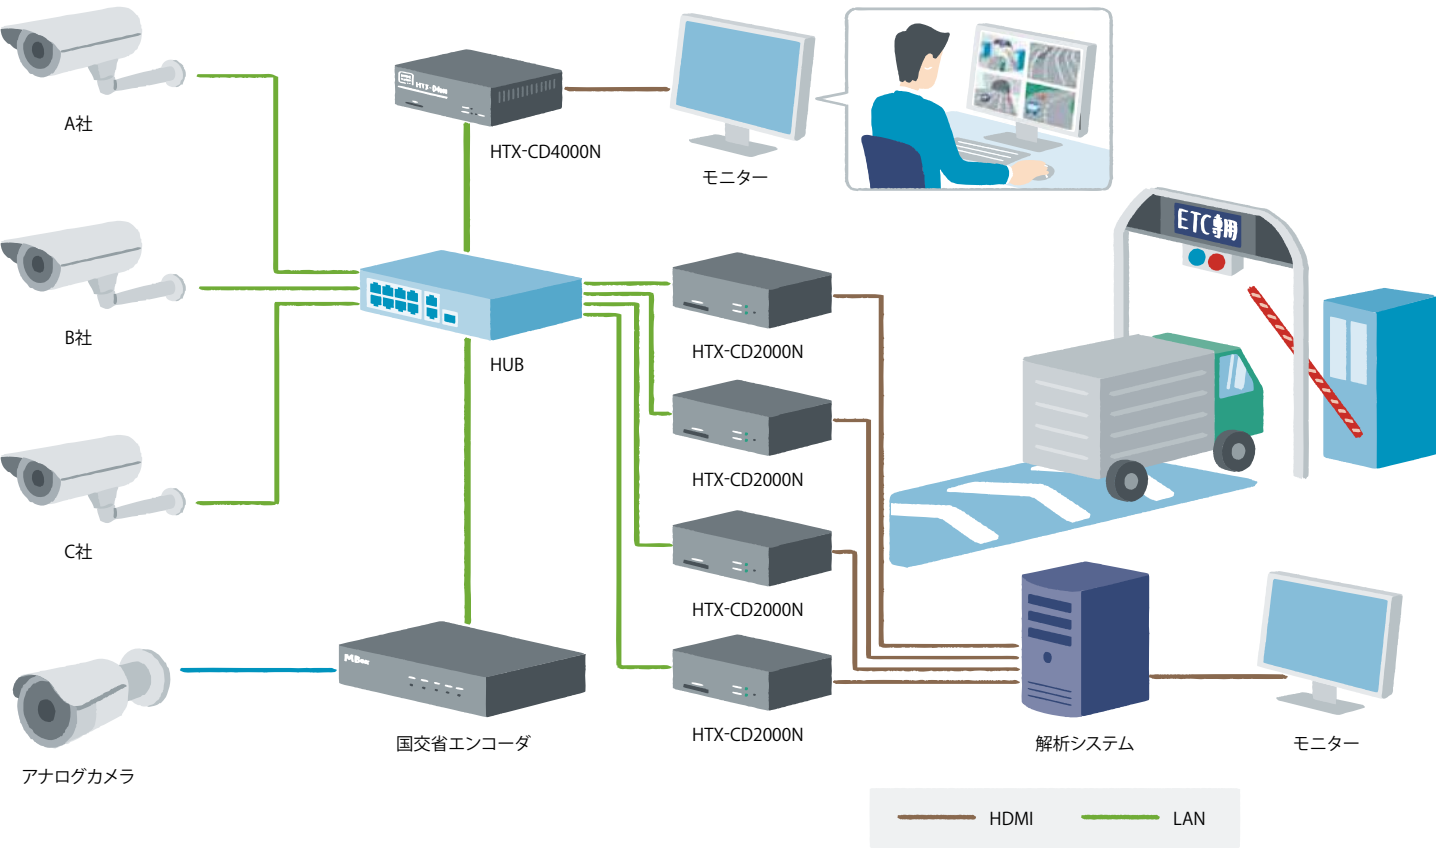 A社
HTX-CD4000N
モニター
ETC専用
B社
HUB
HTX-CD2000N
HTX-CD2000N
C社
HTX-CD2000N
アナログカメラ
国交省エンコーダ
HTX-CD2000N
解析システム
モニター
HDMI
LAN